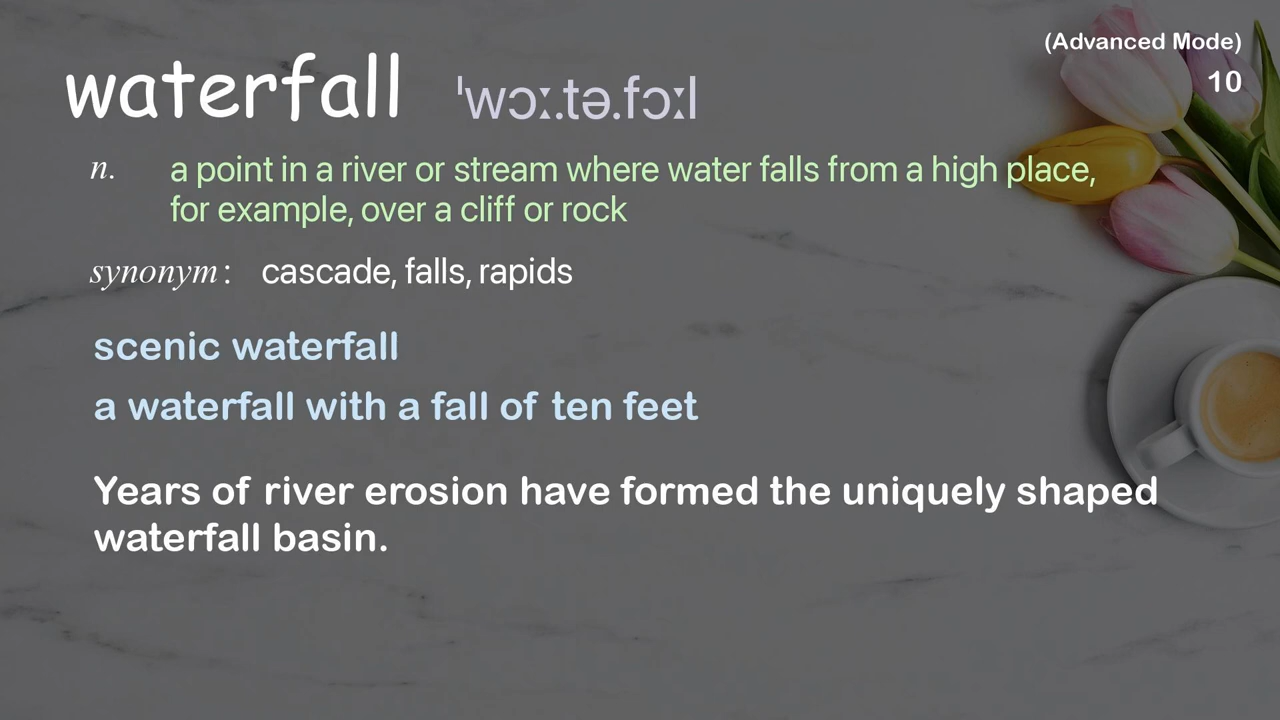 (Advanced Mode)
10
waterfall ˈwɔː.tə.fɔːl
n. a point in a river or stream where water falls from a high place,
for example, over a cliff or rock
synonym: cascade, falls, rapids
scenic waterfall
a waterfall with a fall of ten feet
Years of river erosion have formed the uniquely shaped
waterfall basin.